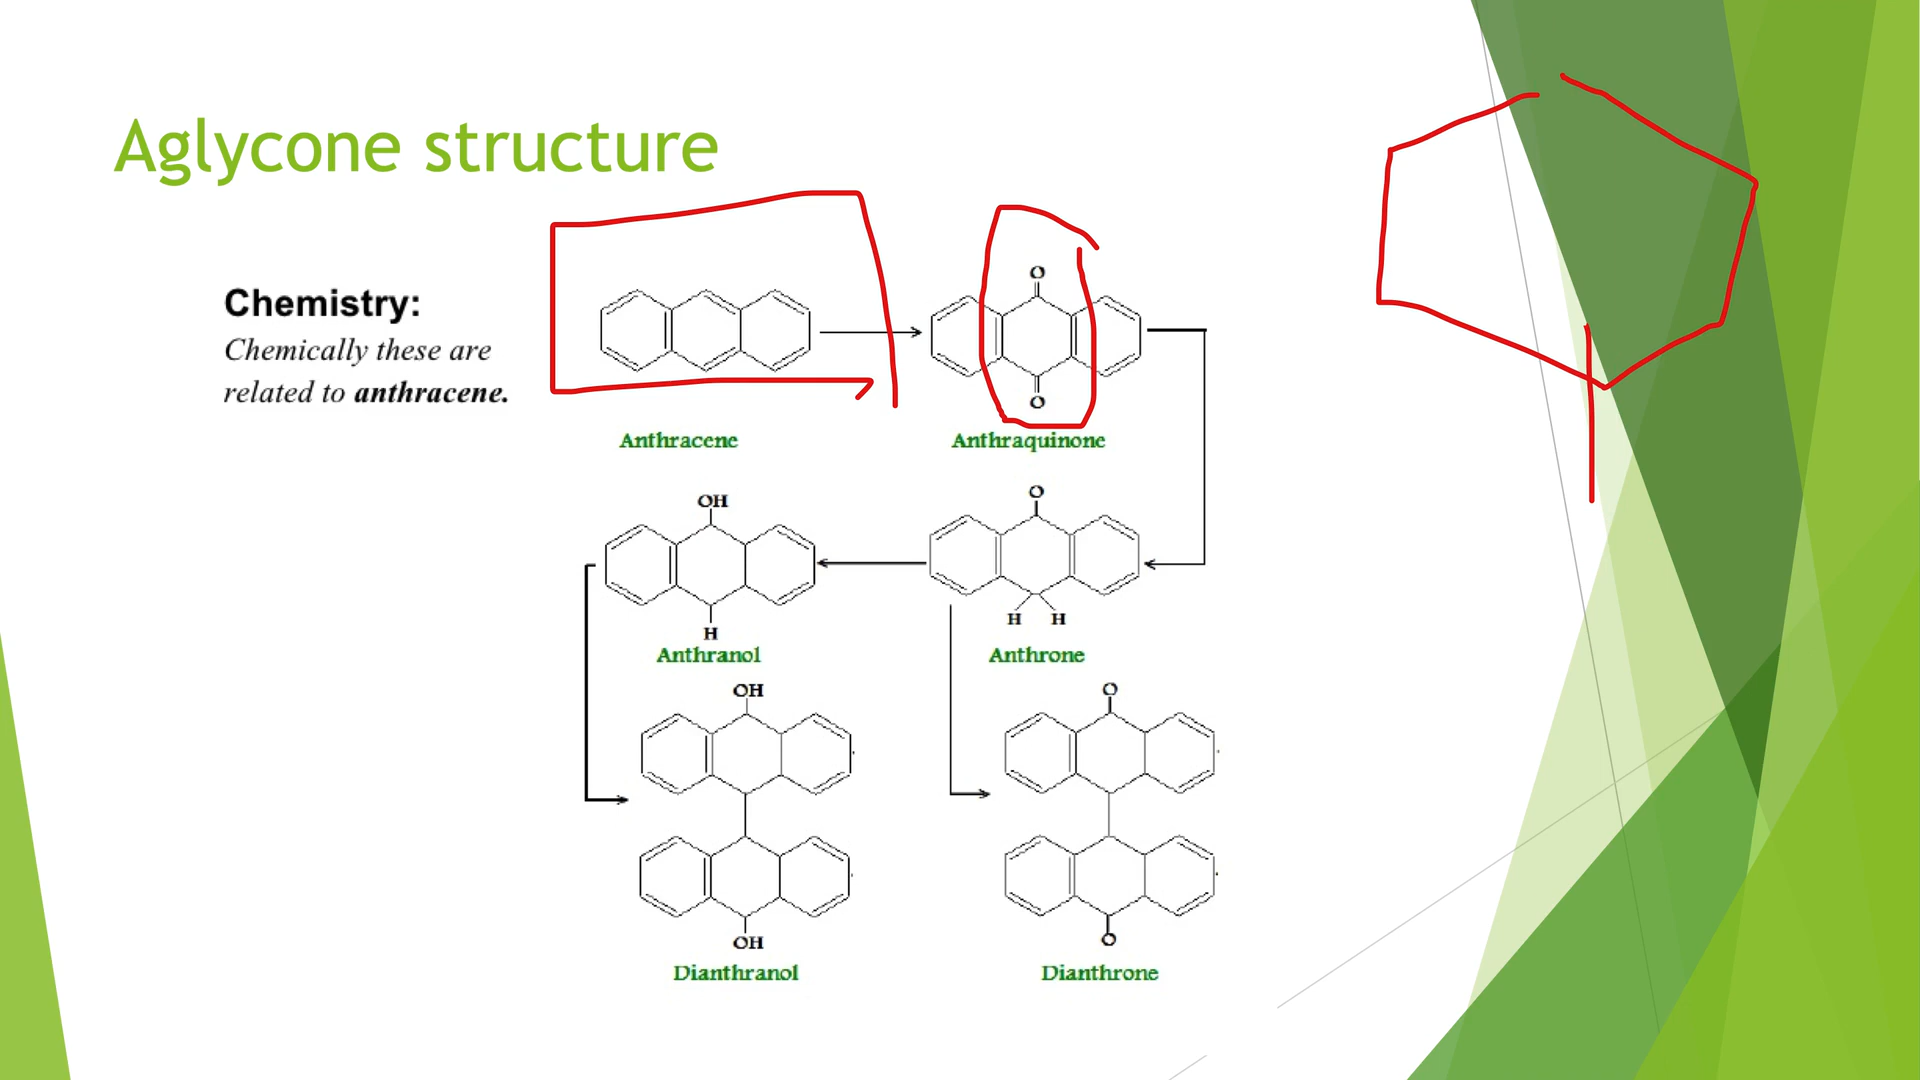 Aglycone structure
Chemistry:
Chemically these are
related to anthracene.
O
O
Anthracene
Anthraquinone
OH
O
H
H H
Anthranol
Anthrone
OH
O
OH
O
Dianthranol
Dianthrone